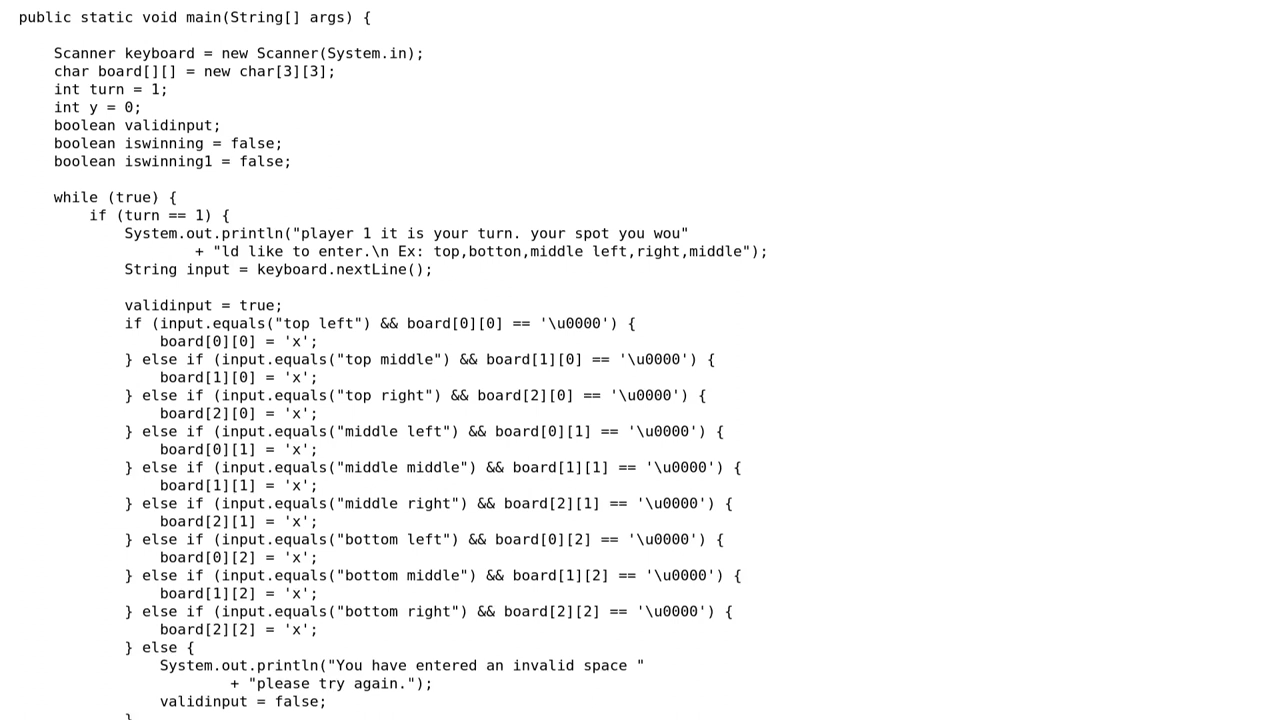 public static void main(String[] args) {
Scanner keyboard = new Scanner(System.in);
char board[][] = new char[3][3];
int turn = 1;
int y = 0;
boolean validinput;
boolean iswinning = false;
boolean iswinning1 = false;
while (true) {
if (turn == 1) {
System.out.println("player 1 it is your turn. your spot you wou"
+ "ld like to enter.\n Ex: top,botton,middle left,right,middle");
String input = keyboard.nextLine();
validinput = true;
if (input.equals("top left") && board[0][0] == '\u0000') {
board[0][0] = 'x';
} else if (input.equals("top middle") && board[1][0] == '\u0000') {
board[1][0] = 'x';
} else if (input.equals("top right") && board[2][0] == '\u0000') {
board[2][0] = 'x';
} else if (input.equals("middle left") && board[0][1] == '\u0000') {
board[0][1] = 'x';
} else if (input.equals("middle middle") && board[1][1] == '\u0000') {
board[1][1] = 'x';
} else if (input.equals("middle right") && board[2][1] == '\u0000') {
board[2][1] = 'x';
} else if (input.equals("bottom left") && board[0][2] == '\u0000') {
board[0][2] = 'x';
} else if (input.equals("bottom middle") && board[1][2] == '\u0000') {
board[1][2] = 'x';
} else if (input.equals("bottom right") && board[2][2] == '\u0000') {
board[2][2] = 'x';
} else {
System.out.println("You have entered an invalid space "
+ "please try again.");
validinput = false;
}